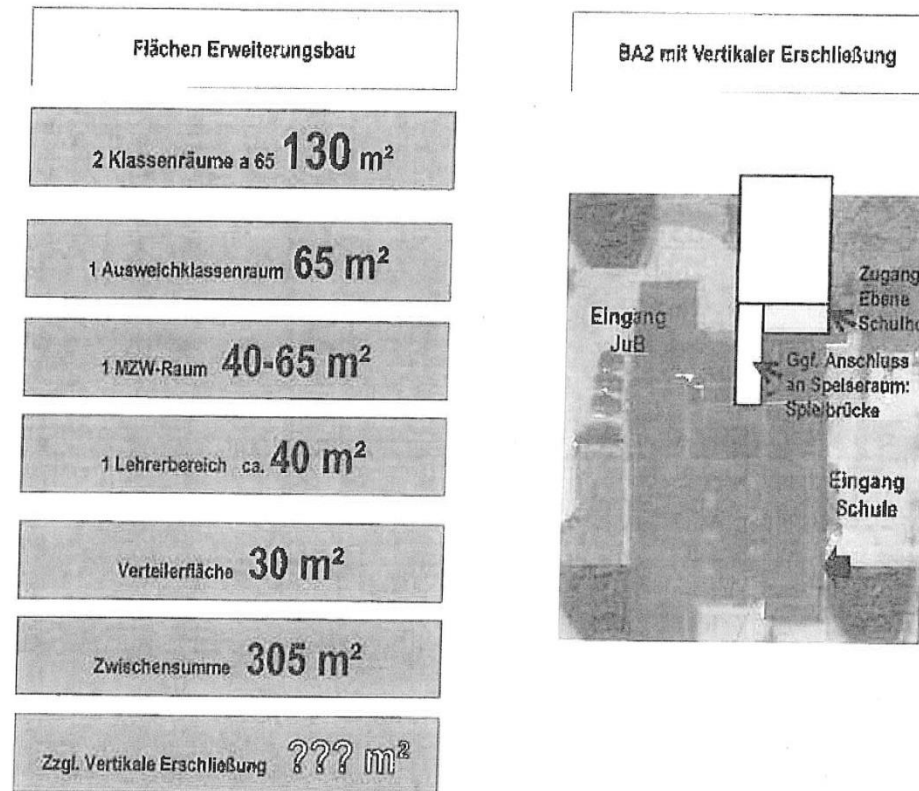 Flächen Erweiterungsbau
2 Klassenräume a 65 130 m²
1 Ausweichklassenraum 65 m²
1 MZW-Raum 40-65 m²
1 Lehrerbereich ca. 40 m²
Verteilerfläche 30 m²
Zwischensumme 305 m²
Zzgl. Vertikale Erschließung ??? m²
BA2 mit Vertikaler Erschließung
Zugang
Ebene
Schulho
Eingang
JuB
Ggf. Anschluss
an Speiseraum:
Spielbrücke
Eingang
Schule